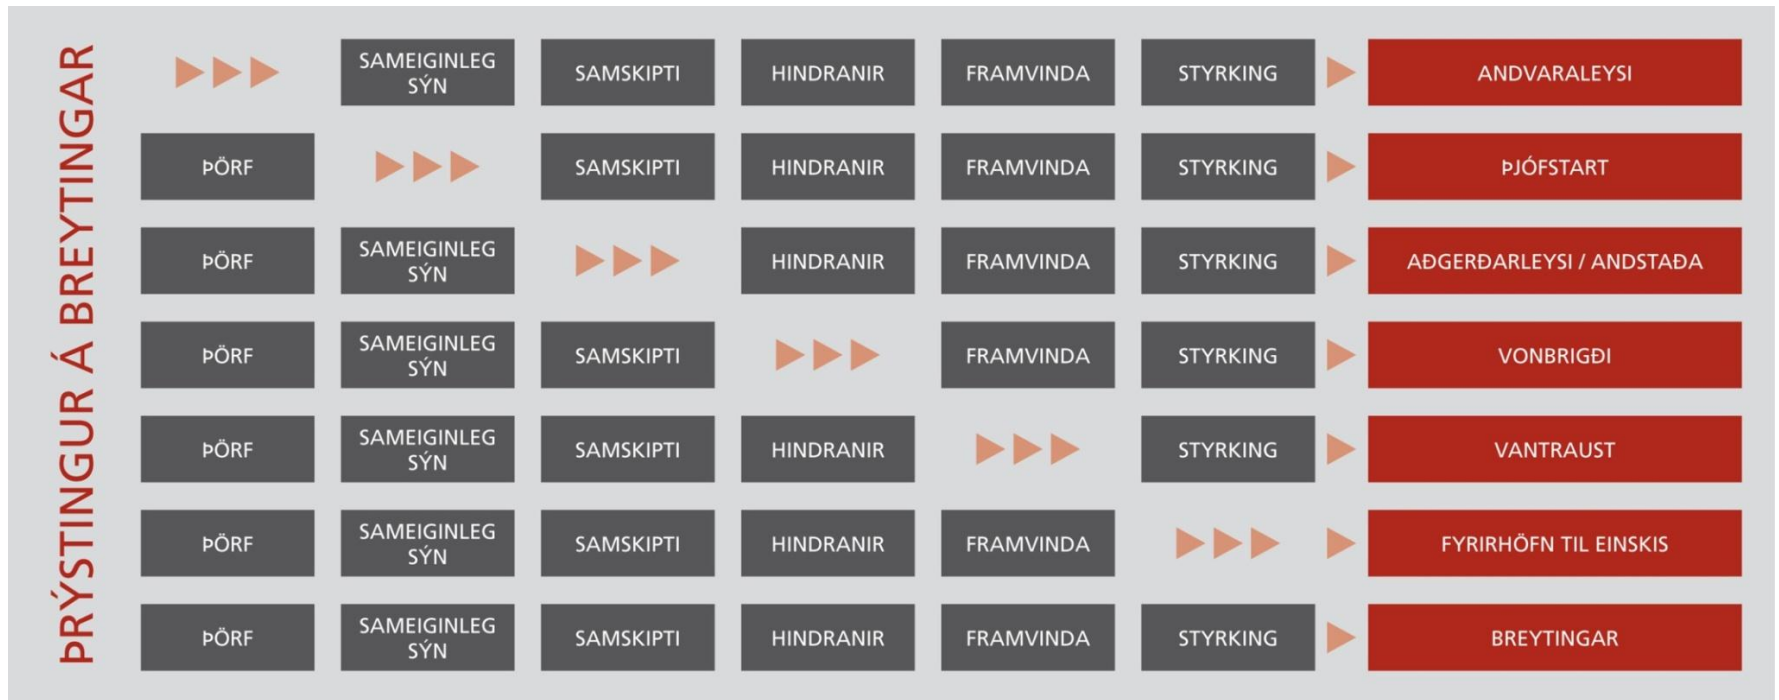 ÞRÝSTINGUR Á BREYTINGAR
SAMEIGINLEG
SÝN
SAMSKIPTI
HINDRANIR
FRAMVINDA
STYRKING
ANDVARALEYSI
ÞÖRF
SAMSKIPTI
HINDRANIR
FRAMVINDA
STYRKING
ÞJÓFSTART
ÞÖRF
SAMEIGINLEG
SÝN
HINDRANIR
FRAMVINDA
STYRKING
AÐGERÐARLEYSI / ANDSTAÐA
ÞÖRF
SAMEIGINLEG
SÝN
SAMSKIPTI
FRAMVINDA
STYRKING
VONBRIGÐI
ÞÖRF
SAMEIGINLEG
SÝN
SAMSKIPTI
HINDRANIR
STYRKING
VANTRAUST
ÞÖRF
SAMEIGINLEG
SÝN
SAMSKIPTI
HINDRANIR
FRAMVINDA
FYRIRHÖFN TIL EINSKIS
ÞÖRF
SAMEIGINLEG
SÝN
SAMSKIPTI
HINDRANIR
FRAMVINDA
STYRKING
BREYTINGAR